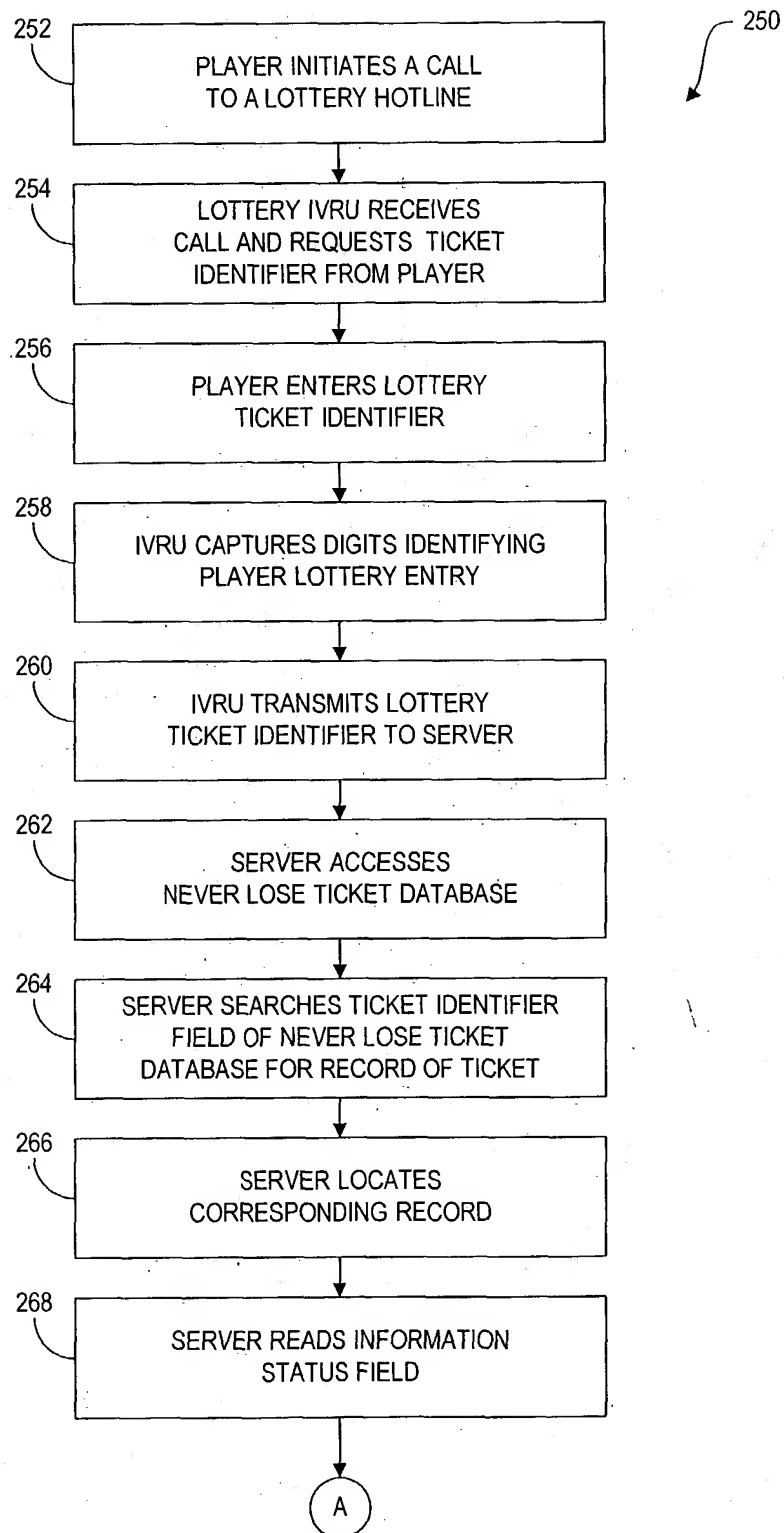 250
252
PLAYER INITIATES A CALL
TO A LOTTERY HOTLINE
254
LOTTERY IVRU RECEIVES
CALL AND REQUESTS TICKET
IDENTIFIER FROM PLAYER
256
PLAYER ENTERS LOTTERY
TICKET IDENTIFIER
258
IVRU CAPTURES DIGITS IDENTIFYING
PLAYER LOTTERY ENTRY
260
IVRU TRANSMITS LOTTERY
TICKET IDENTIFIER TO SERVER
262
SERVER ACCESSES
NEVER LOSE TICKET DATABASE
264
SERVER SEARCHES TICKET IDENTIFIER
FIELD OF NEVER LOSE TICKET
DATABASE FOR RECORD OF TICKET
266
SERVER LOCATES
CORRESPONDING RECORD
268
SERVER READS INFORMATION
STATUS FIELD
A